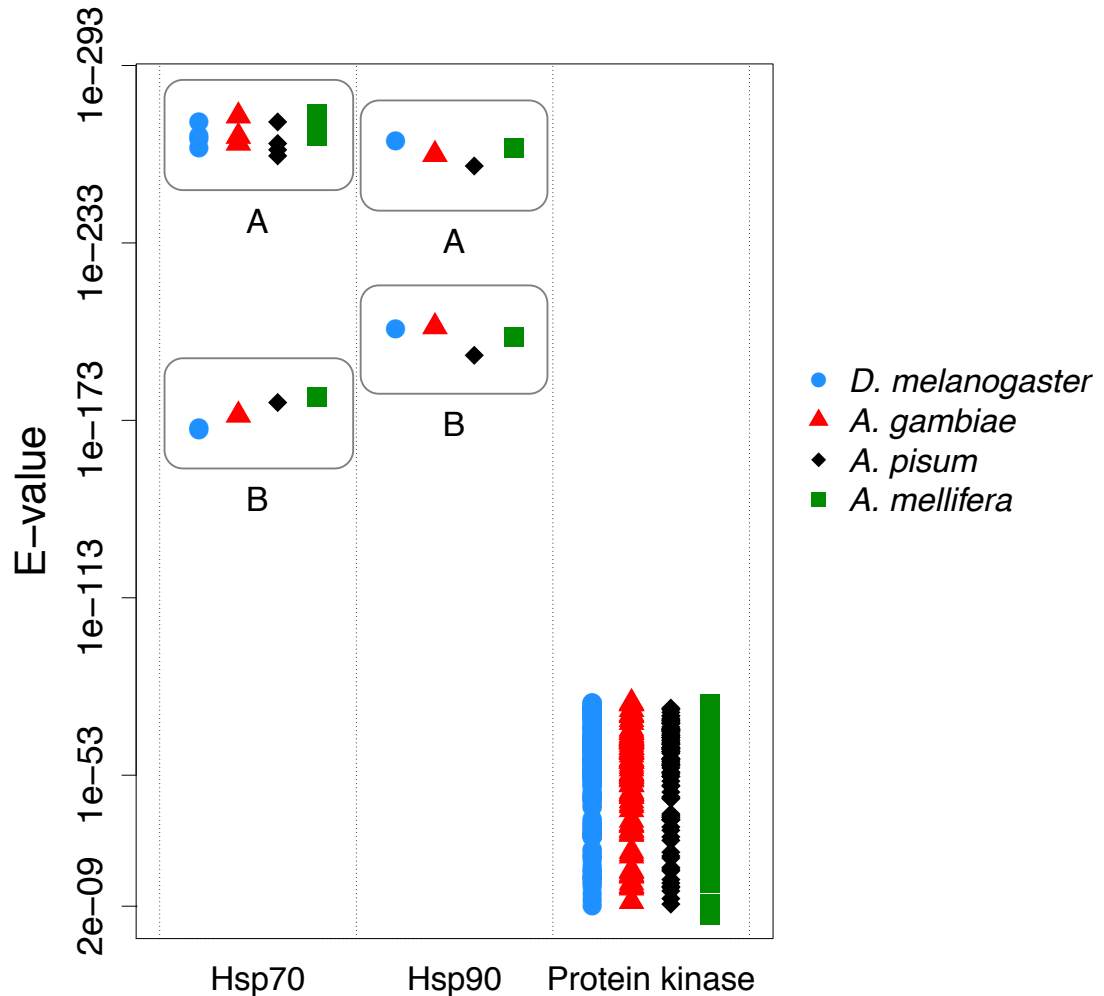 E−value
1e−293
1e−233
1e−173
1e−113
1e−53
2e−09
A
A
B
B
Hsp70
Hsp90
Protein kinase
D. melanogaster
A. gambiae
A. pisum
A. mellifera